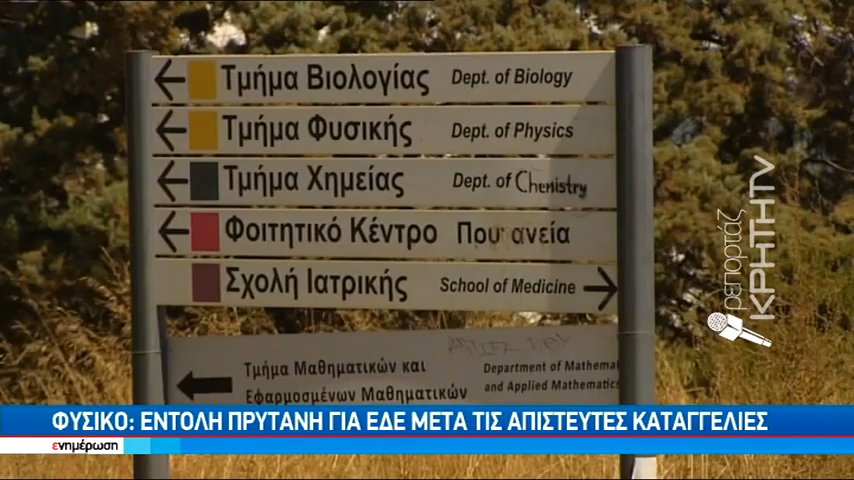 Τμήμα Βιολογίας Dept. of Biology
Τμήμα Φυσικής Dept. of Physics
Τμήμα Χημείας Dept. of Chemistry
Φοιτητικό Κέντρο
Σχολή Ιατρικής School of Medicine
Τμήμα Μαθηματικών και Department of Mathemat
Εφαρμοσμένων Μαθηματικών and Applied Mathematics
ρεπορτάζ
ΚΡΗΤΗTV
ΦΥΣΙΚΟ: ΕΝΤΟΛΗ ΠΡΥΤΑΝΗ ΓΙΑ ΕΔΕ ΜΕΤΑ ΤΙΣ ΑΠΙΣΤΕΥΤΕΣ ΚΑΤΑΓΓΕΛΙΕΣ
ενημέρωση